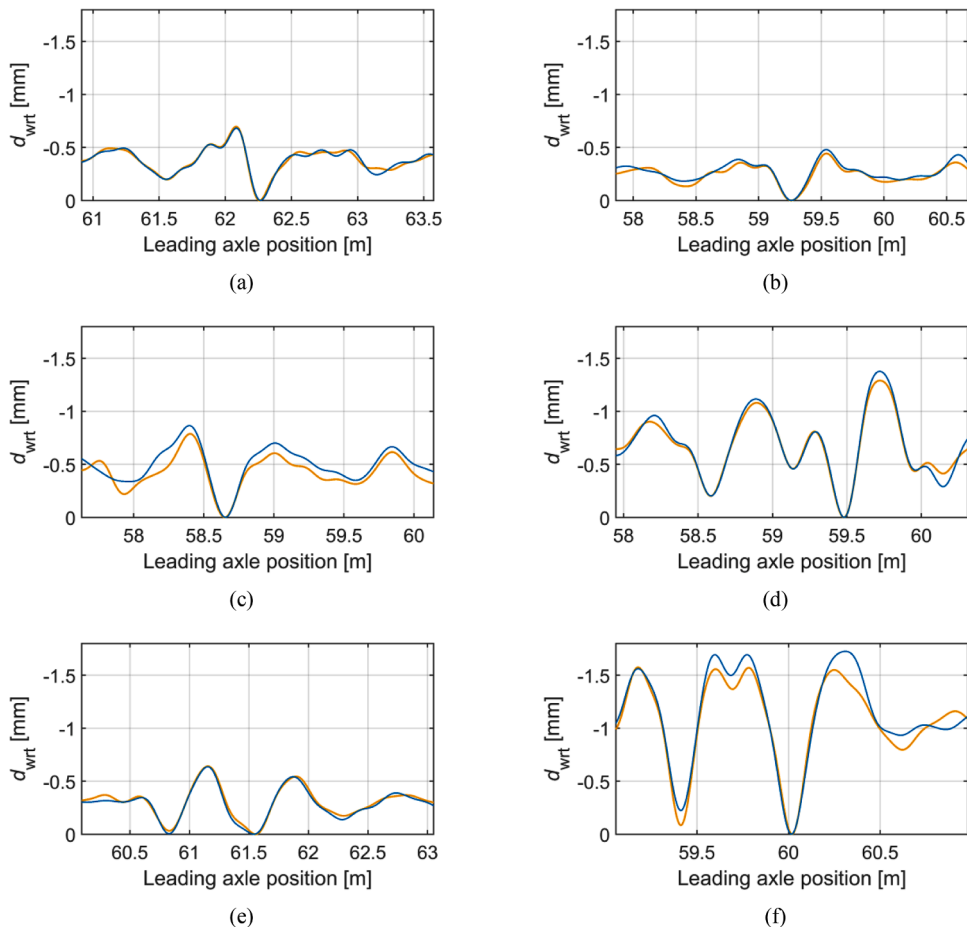 -1.5
-1
-0.5
0
d_wrt [mm]
61 61.5 62 62.5 63 63.5
Leading axle position [m]
(a)
-1.5
-1
-0.5
0
d_wrt [mm]
58 58.5 59 59.5 60 60.5
Leading axle position [m]
(b)
-1.5
-1
-0.5
0
d_wrt [mm]
58 58.5 59 59.5 60
Leading axle position [m]
(c)
-1.5
-1
-0.5
0
d_wrt [mm]
58 58.5 59 59.5 60
Leading axle position [m]
(d)
-1.5
-1
-0.5
0
d_wrt [mm]
60.5 61 61.5 62 62.5 63
Leading axle position [m]
(e)
-1.5
-1
-0.5
0
d_wrt [mm]
59.5 60 60.5
Leading axle position [m]
(f)